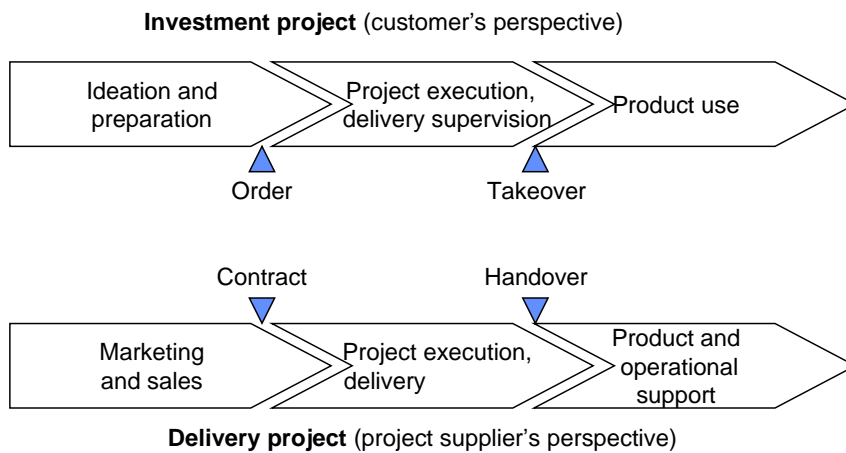 Investment project (customer's perspective)
Ideation and
preparation
Project execution,
delivery supervision
Product use
Order
Takeover
Contract
Handover
Marketing
and sales
Project execution,
delivery
Product and
operational
support
Delivery project (project supplier's perspective)